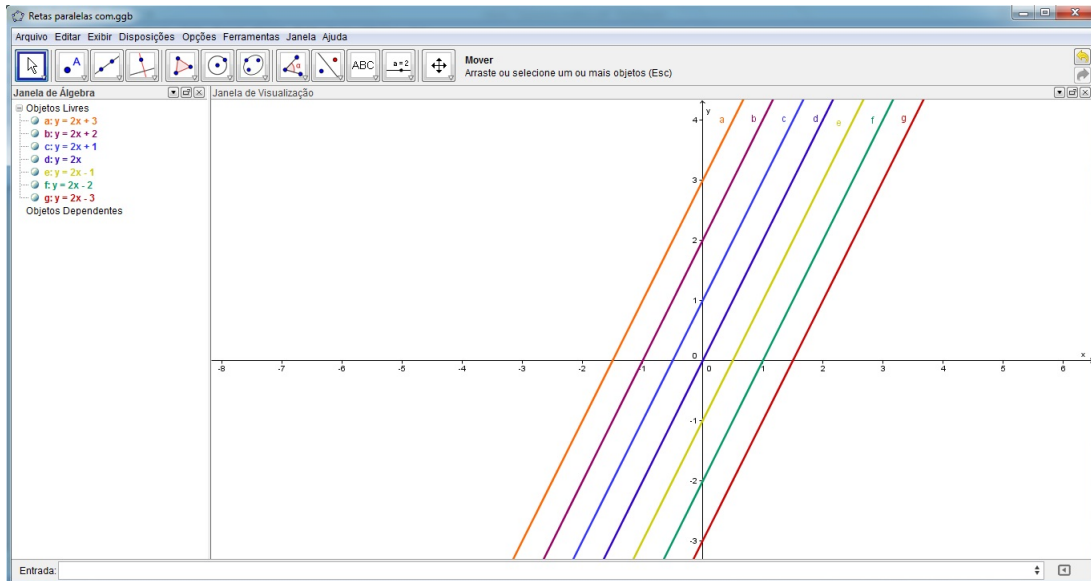 Retas paralelas com.ggb
Arquivo Editar Exibir Disposições Opções Ferramentas Janela Ajuda
A
α
ABC
a = 2
Mover
Arraste ou selecione um ou mais objetos (Esc)
Janela de Álgebra
Objetos Livres
a: y = 2x + 3
b: y = 2x + 2
c: y = 2x + 1
d: y = 2x
e: y = 2x - 1
f: y = 2x - 2
g: y = 2x - 3
Objetos Dependentes
Janela de Visualização
y
a b c d e f g
4
3
2
1
0
x
-8 -7 -6 -5 -4 -3 -2 -1 0 1 2 3 4 5 6
-1
-2
-3
Entrada: